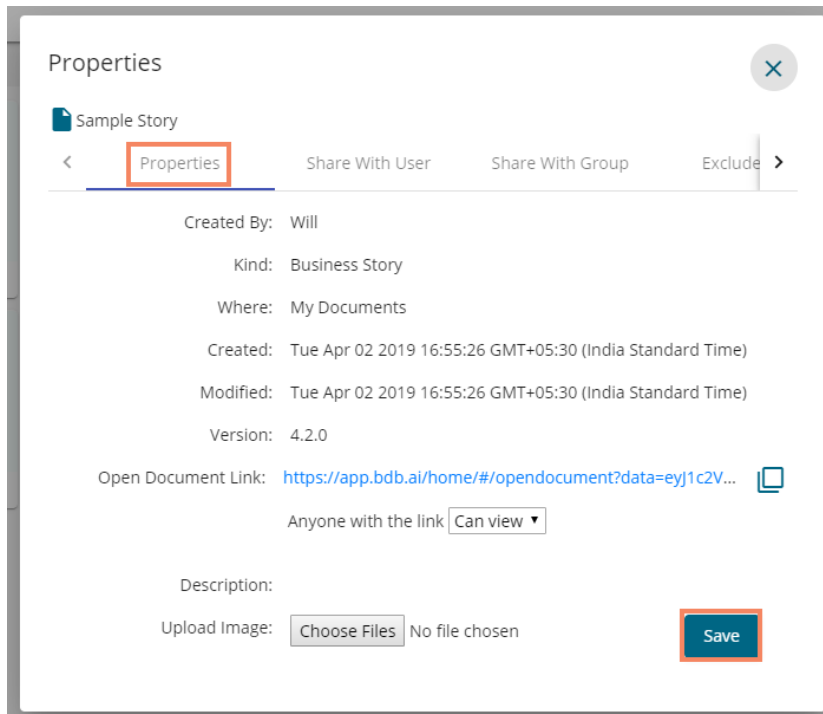 Properties
Sample Story
Properties Share With User Share With Group Exclude
Created By: Will
Kind: Business Story
Where: My Documents
Created: Tue Apr 02 2019 16:55:26 GMT+05:30 (India Standard Time)
Modified: Tue Apr 02 2019 16:55:26 GMT+05:30 (India Standard Time)
Version: 4.2.0
Open Document Link: https://app.bdb.ai/home/#/opendocument?data=eyJ1c2V...
Anyone with the link Can view
Description:
Upload Image: Choose Files No file chosen
Save